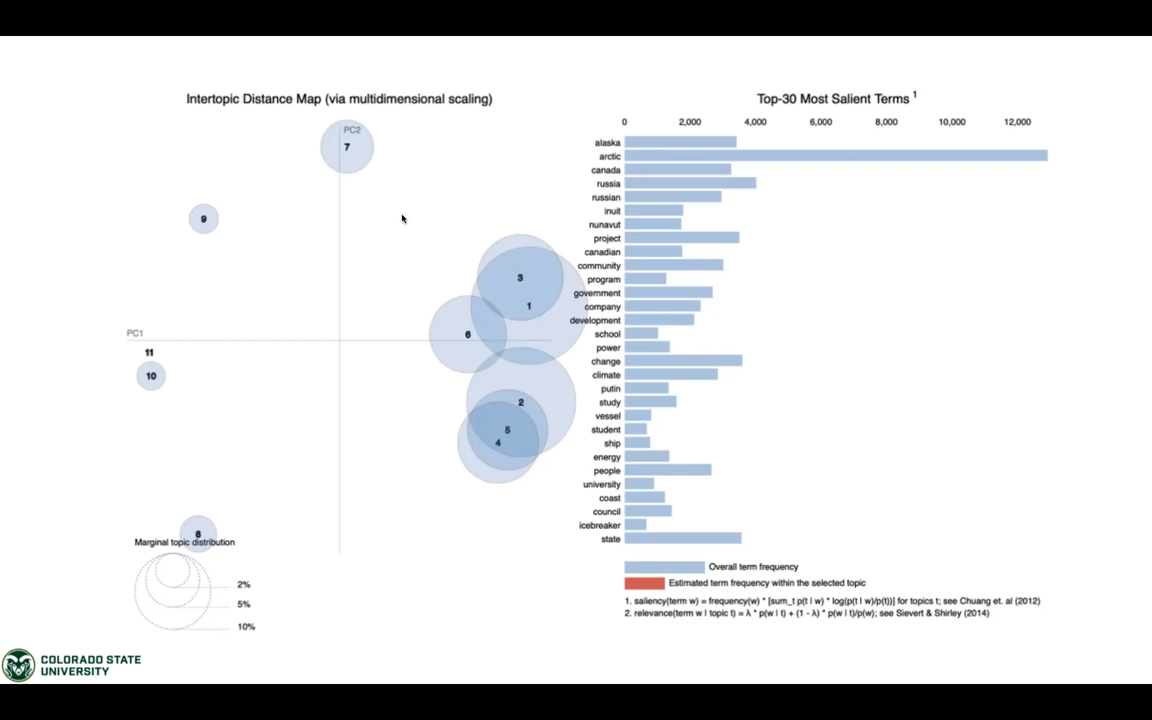 Intertopic Distance Map (via multidimensional scaling)
PC2
7
9
3
1
6
PC1
11
10
2
5
4
8
Marginal topic distribution
2%
5%
10%
Top-30 Most Salient Terms 1
0 2,000 4,000 6,000 8,000 10,000 12,000
alaska
arctic
canada
russia
russian
inuit
nunavut
project
canadian
community
program
government
company
development
school
power
change
climate
putin
study
vessel
student
ship
energy
people
university
coast
council
icebreaker
state
Overall term frequency
Estimated term frequency within the selected topic
1. saliency(term w) = frequency(w) * [sum_t p(t | w) * log(p(t | w)/p(t))] for topics t; see Chuang et. al (2012)
2. relevance(term w | topic t) = λ * p(w | t) + (1 - λ) * p(w | t)/p(w); see Sievert & Shirley (2014)
COLORADO STATE
UNIVERSITY